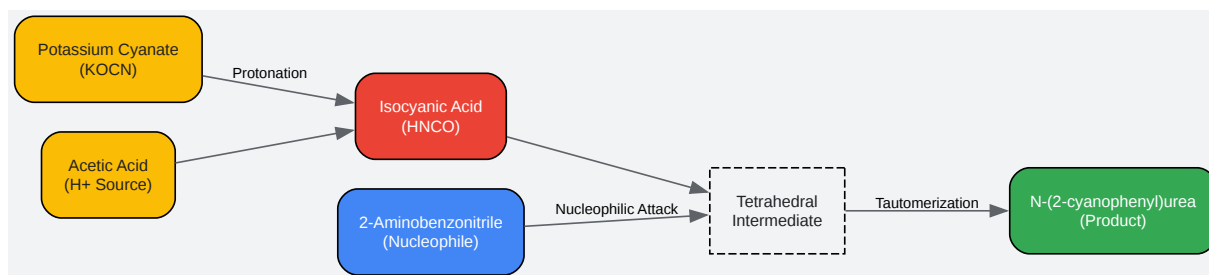 Potassium Cyanate
(KOCN)
Protonation
Acetic Acid
(H+ Source)
Isocyanic Acid
(HNCO)
2-Aminobenzonitrile
(Nucleophile)
Nucleophilic Attack
Tetrahedral
Intermediate
Tautomerization
N-(2-cyanophenyl)urea
(Product)